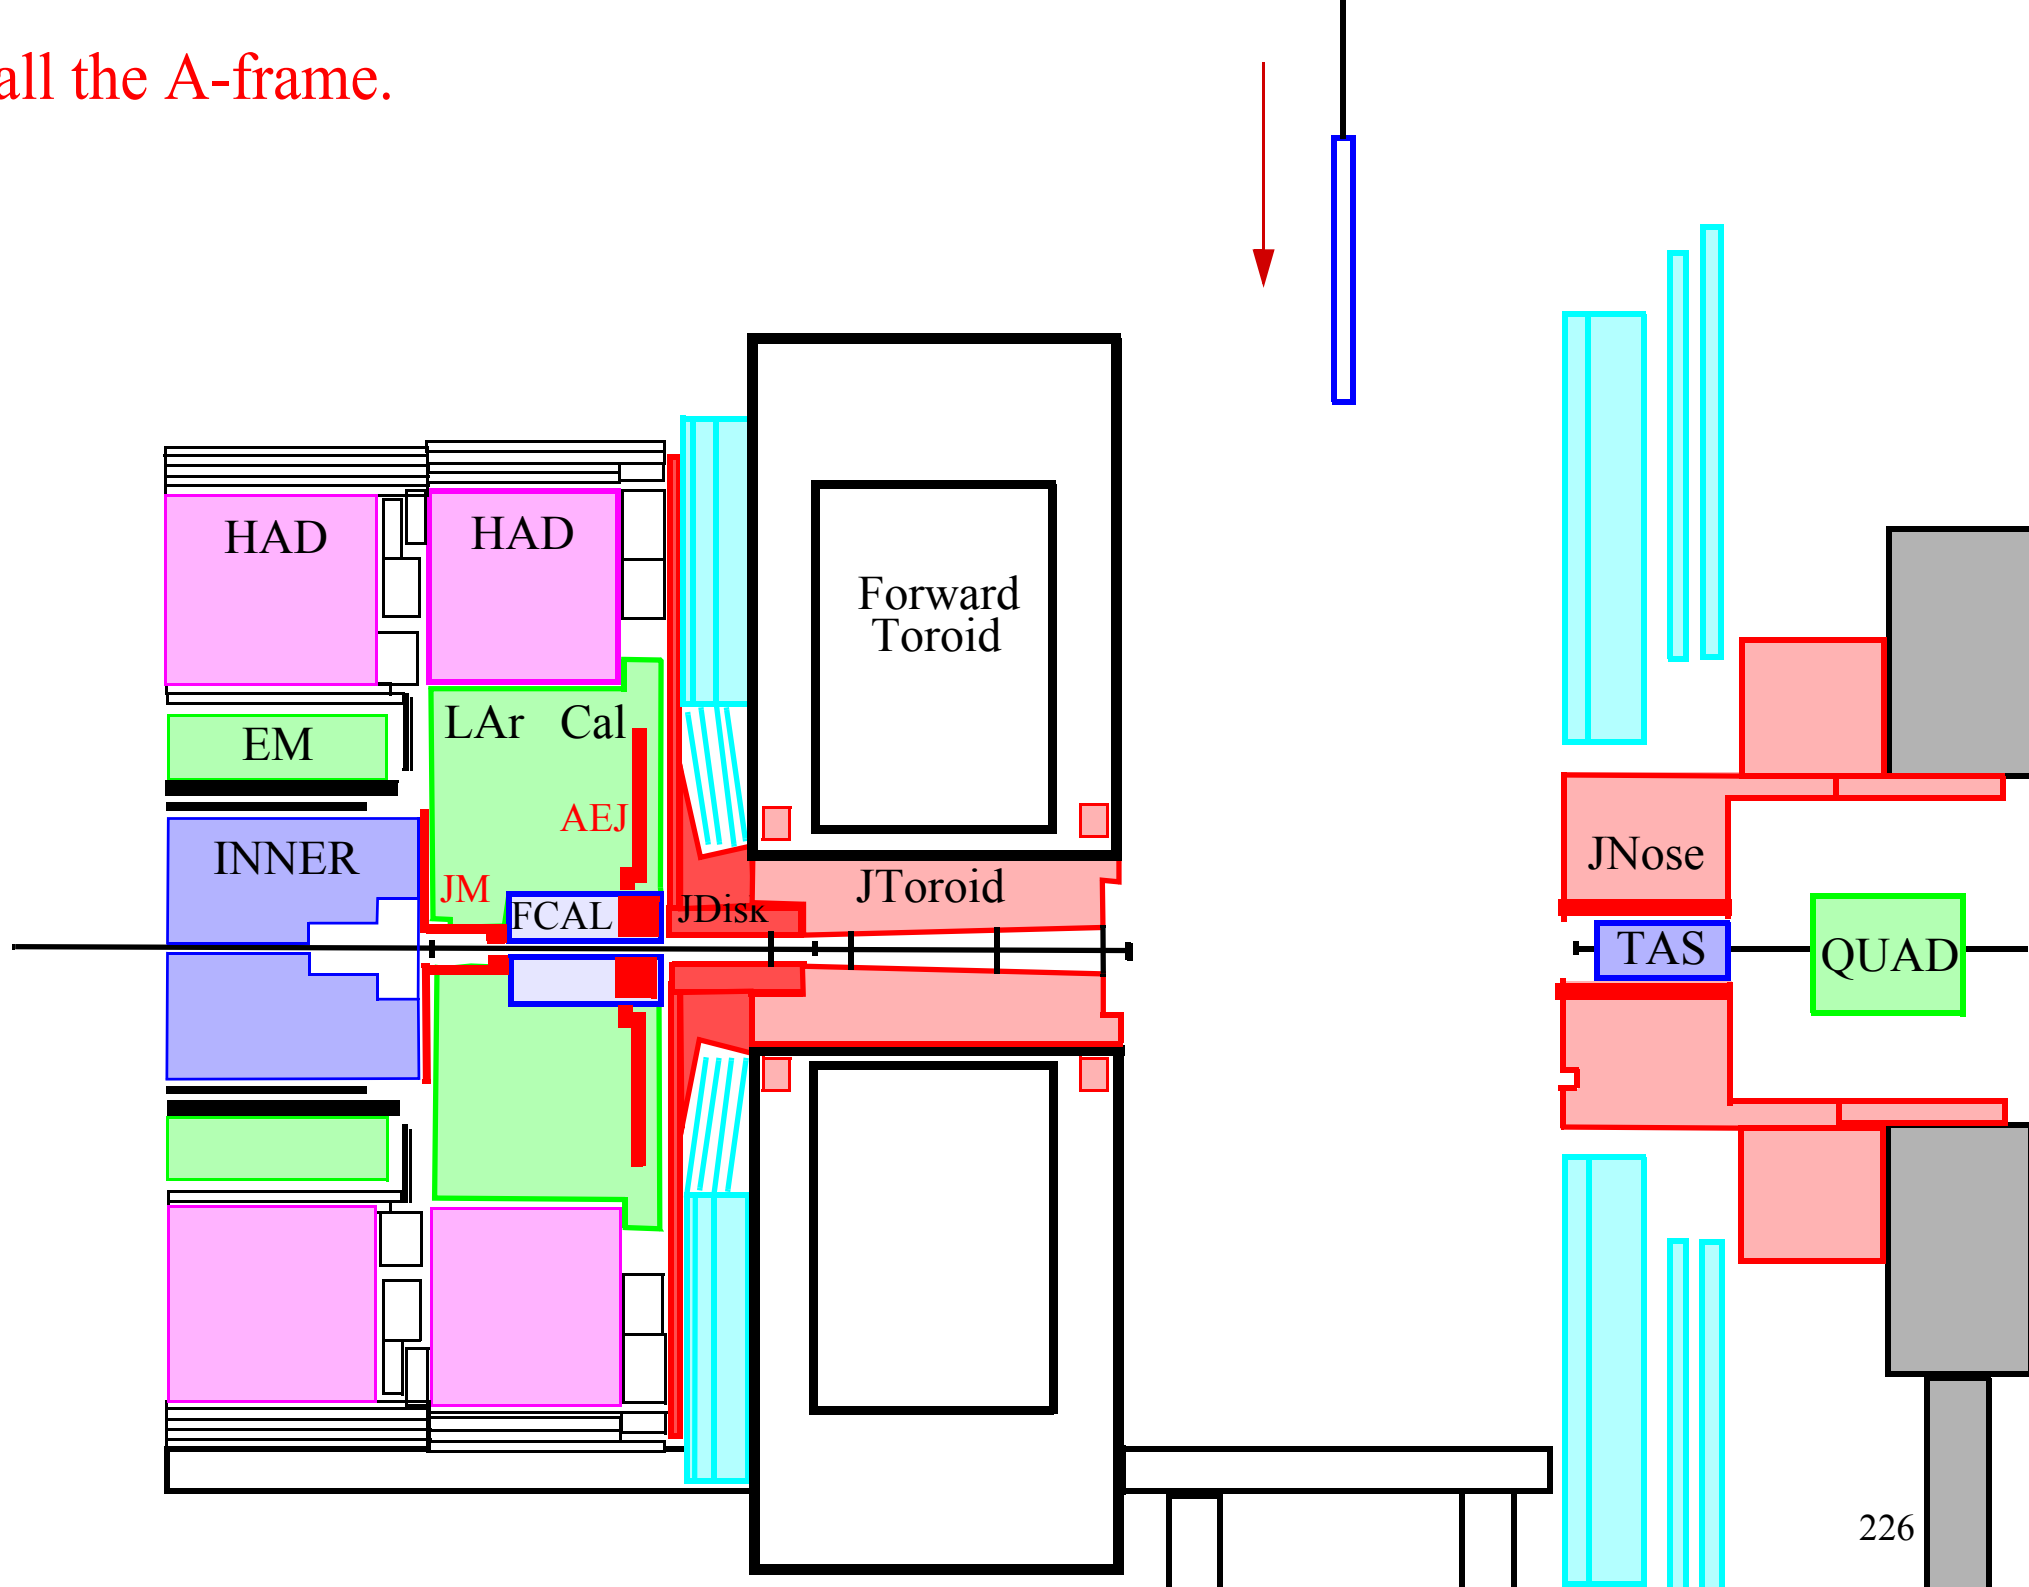 all the A-frame.
HAD
HAD
Forward
Toroid
LAr Cal
EM
AEJ
INNER
JM
FCAL
JDisk
JToroid
JNose
TAS
QUAD
226